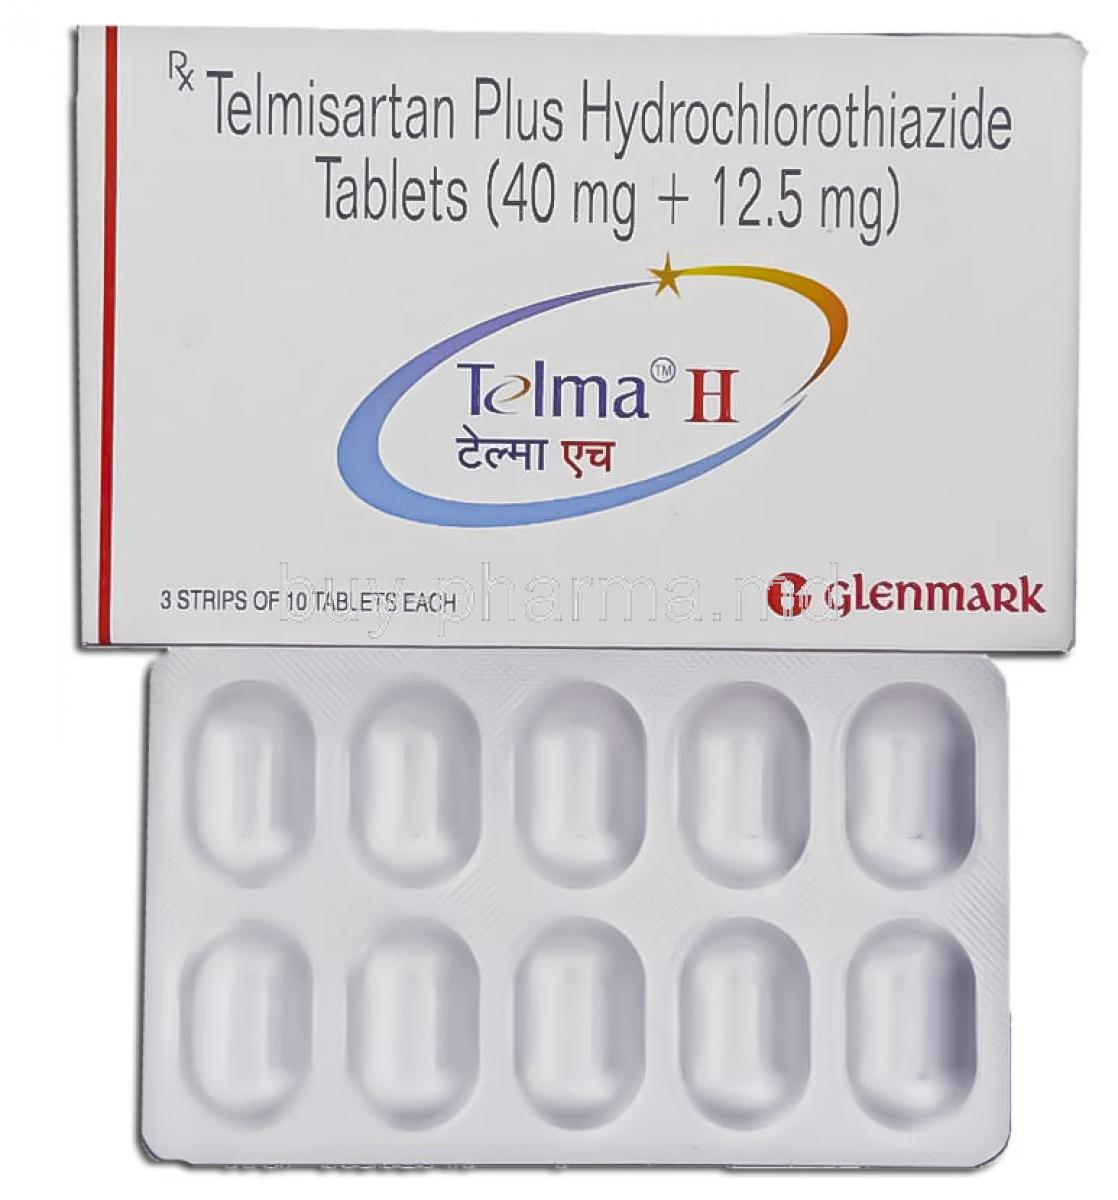 Rx Telmisartan Plus Hydrochlorothiazide
Tablets (40 mg + 12.5 mg)
Telma™ H
टेल्मा एच
3 STRIPS OF 10 TABLETS EACH
GLENMARK
buy-pharma.md